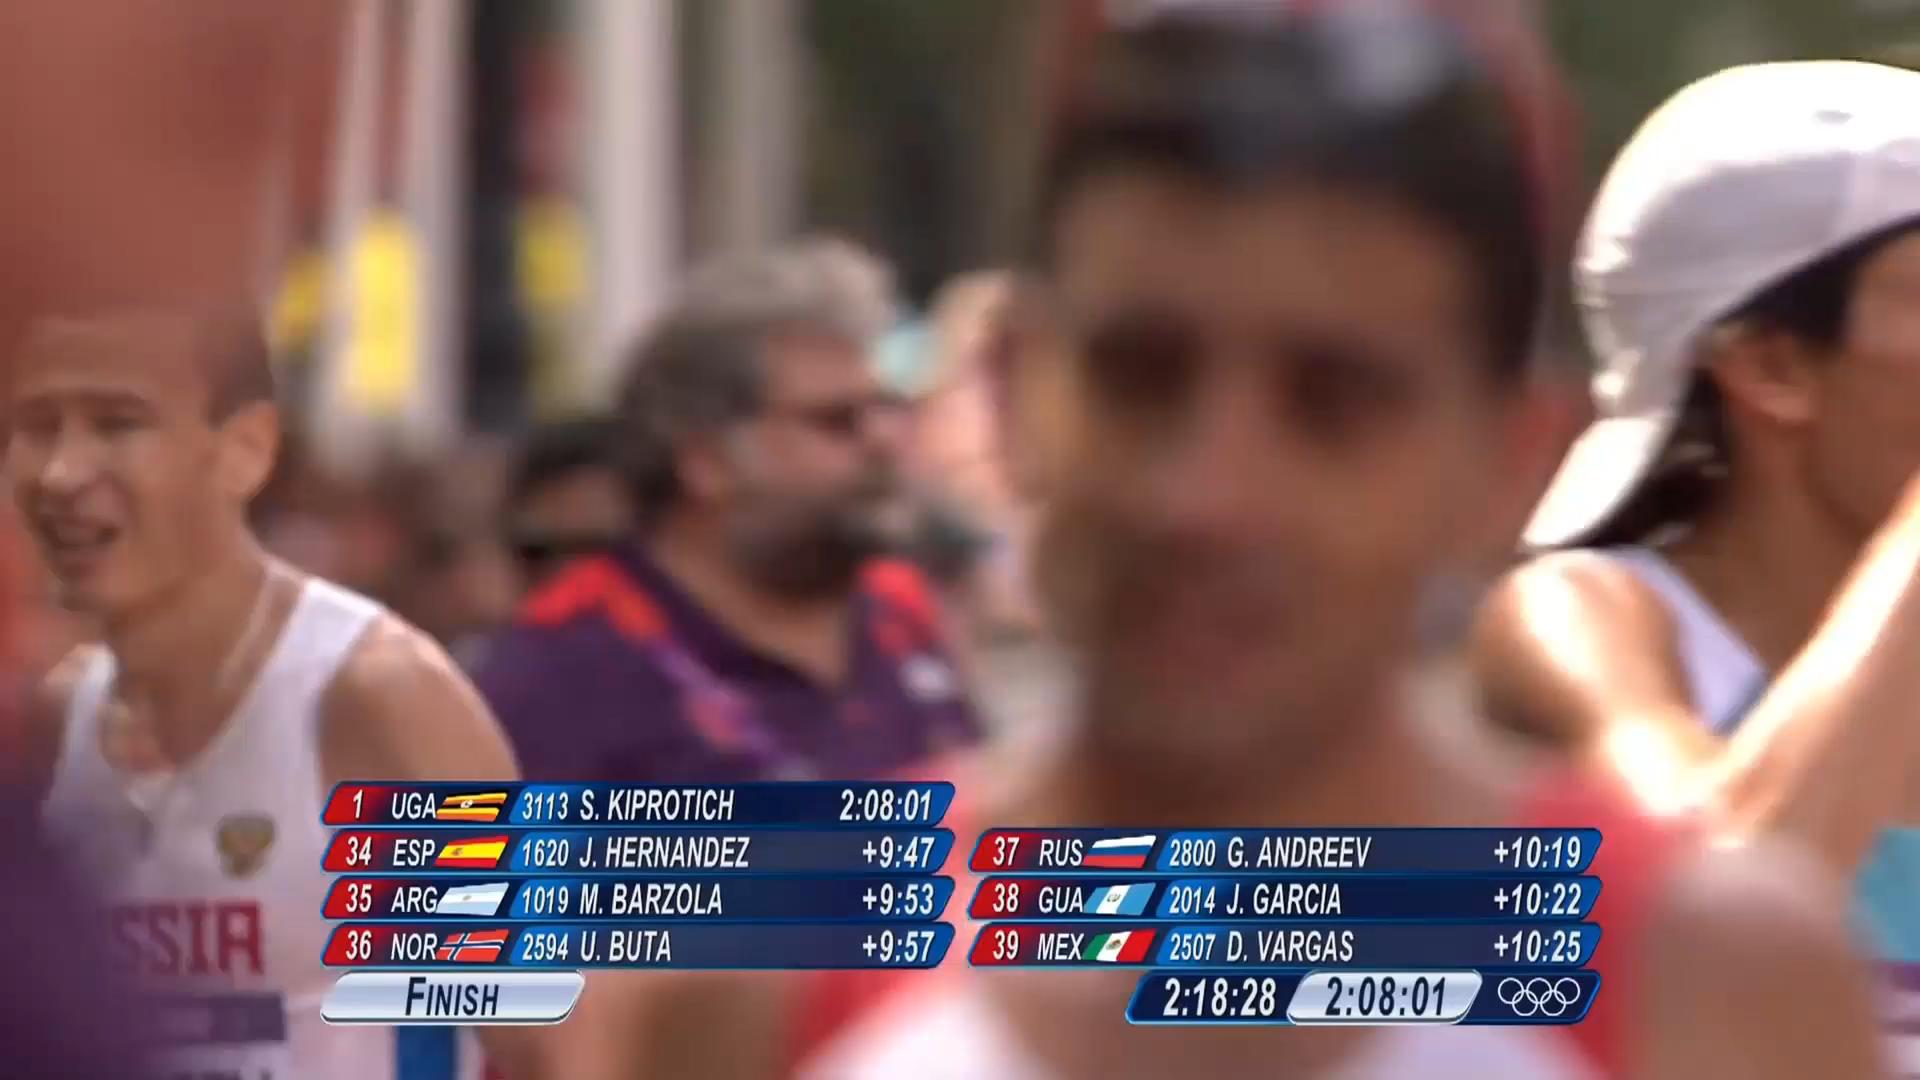 1 UGA 3113 S. KIPROTICH 2:08:01
34 ESP 1620 J. HERNANDEZ +9:47
35 ARG 1019 M. BARZOLA +9:53
36 NOR 2594 U. BUTA +9:57
37 RUS 2800 G. ANDREEV +10:19
38 GUA 2014 J. GARCIA +10:22
39 MEX 2507 D. VARGAS +10:25
FINISH
2:18:28 2:08:01
SSIA